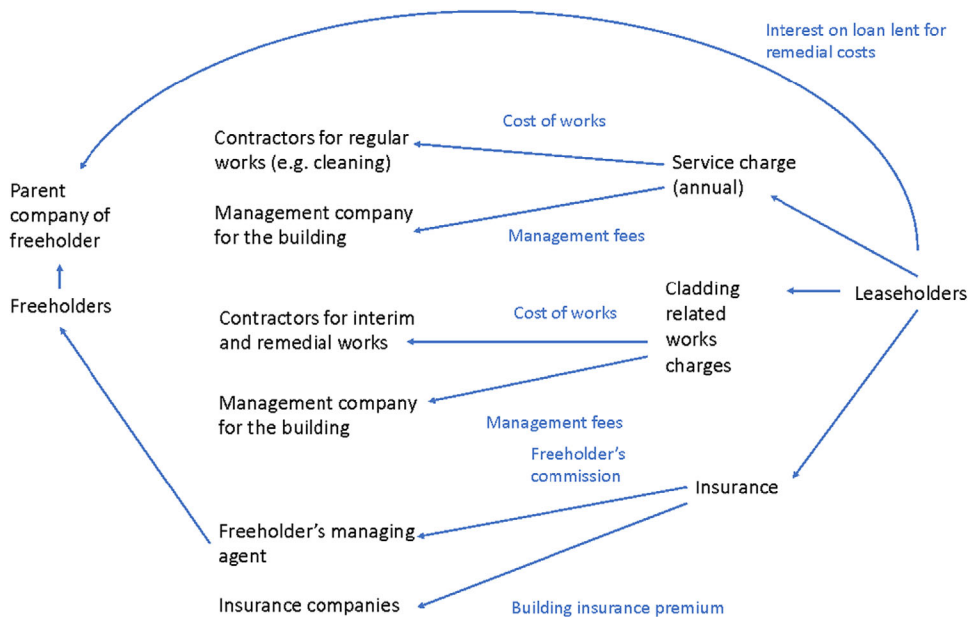 Interest on loan lent for
remedial costs
Cost of works
Contractors for regular
works (e.g. cleaning)
Service charge
(annual)
Parent
company of
freeholder
Management company
for the building
Management fees
Freeholders
Leaseholders
Cladding
related
works
charges
Contractors for interim
and remedial works
Cost of works
Management company
for the building
Management fees
Freeholder’s
commission
Insurance
Freeholder’s managing
agent
Insurance companies
Building insurance premium